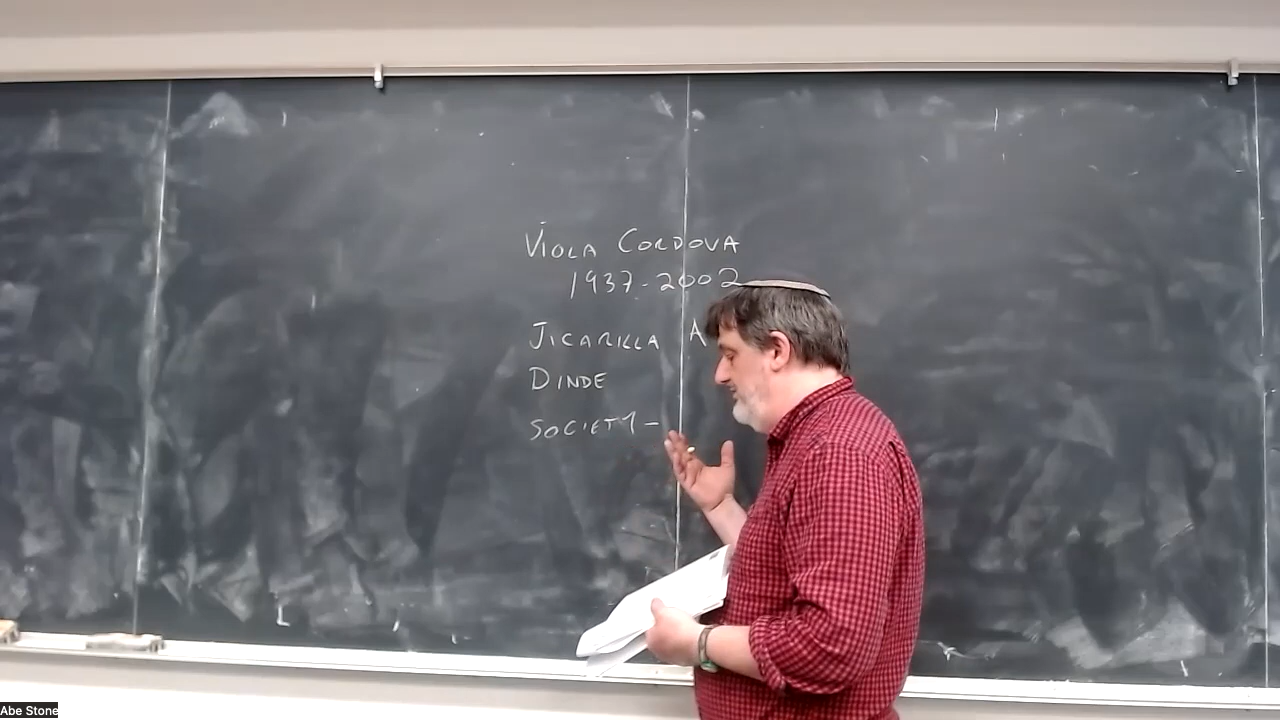 VIOLA CORDOVA
1937-2002
JICARILLA A
DINDE
SOCIETY -
Abe Stone